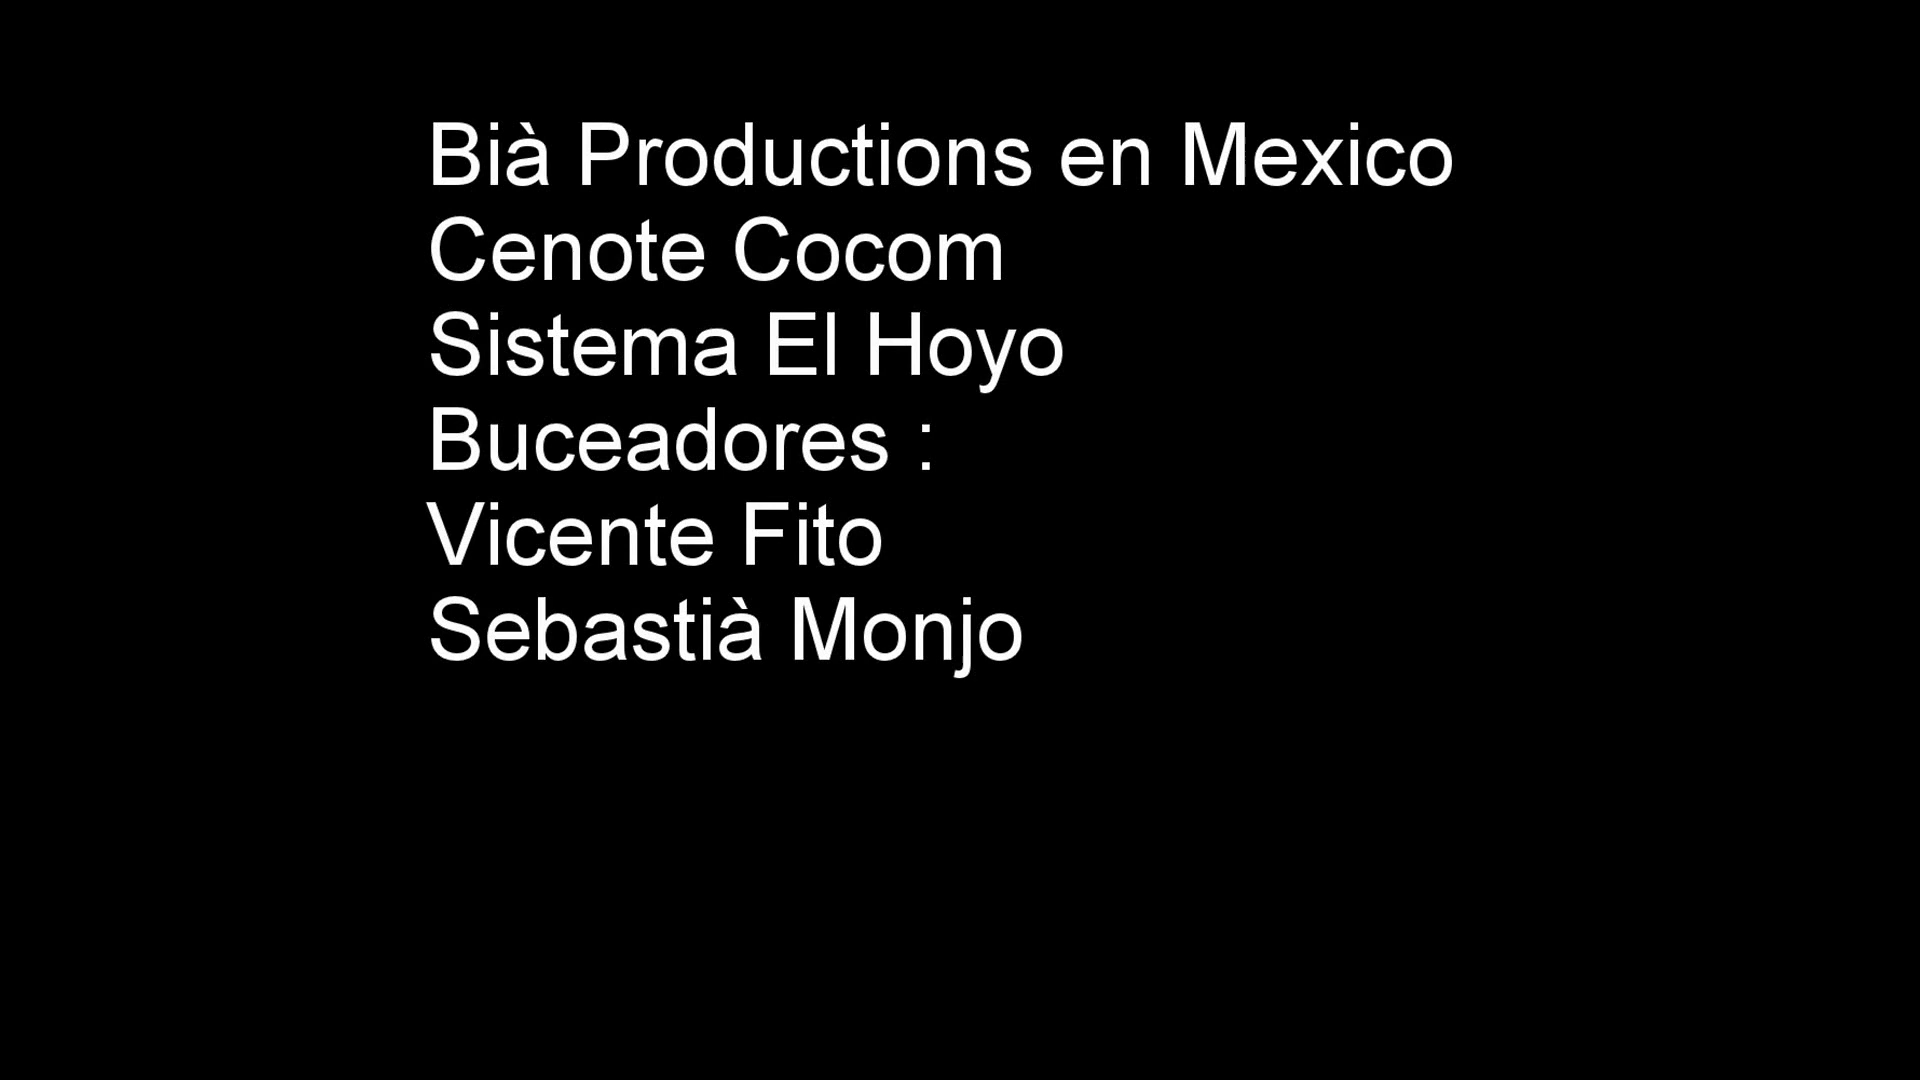 Bià Productions en Mexico
Cenote Cocom
Sistema El Hoyo
Buceadores :
Vicente Fito
Sebastià Monjo